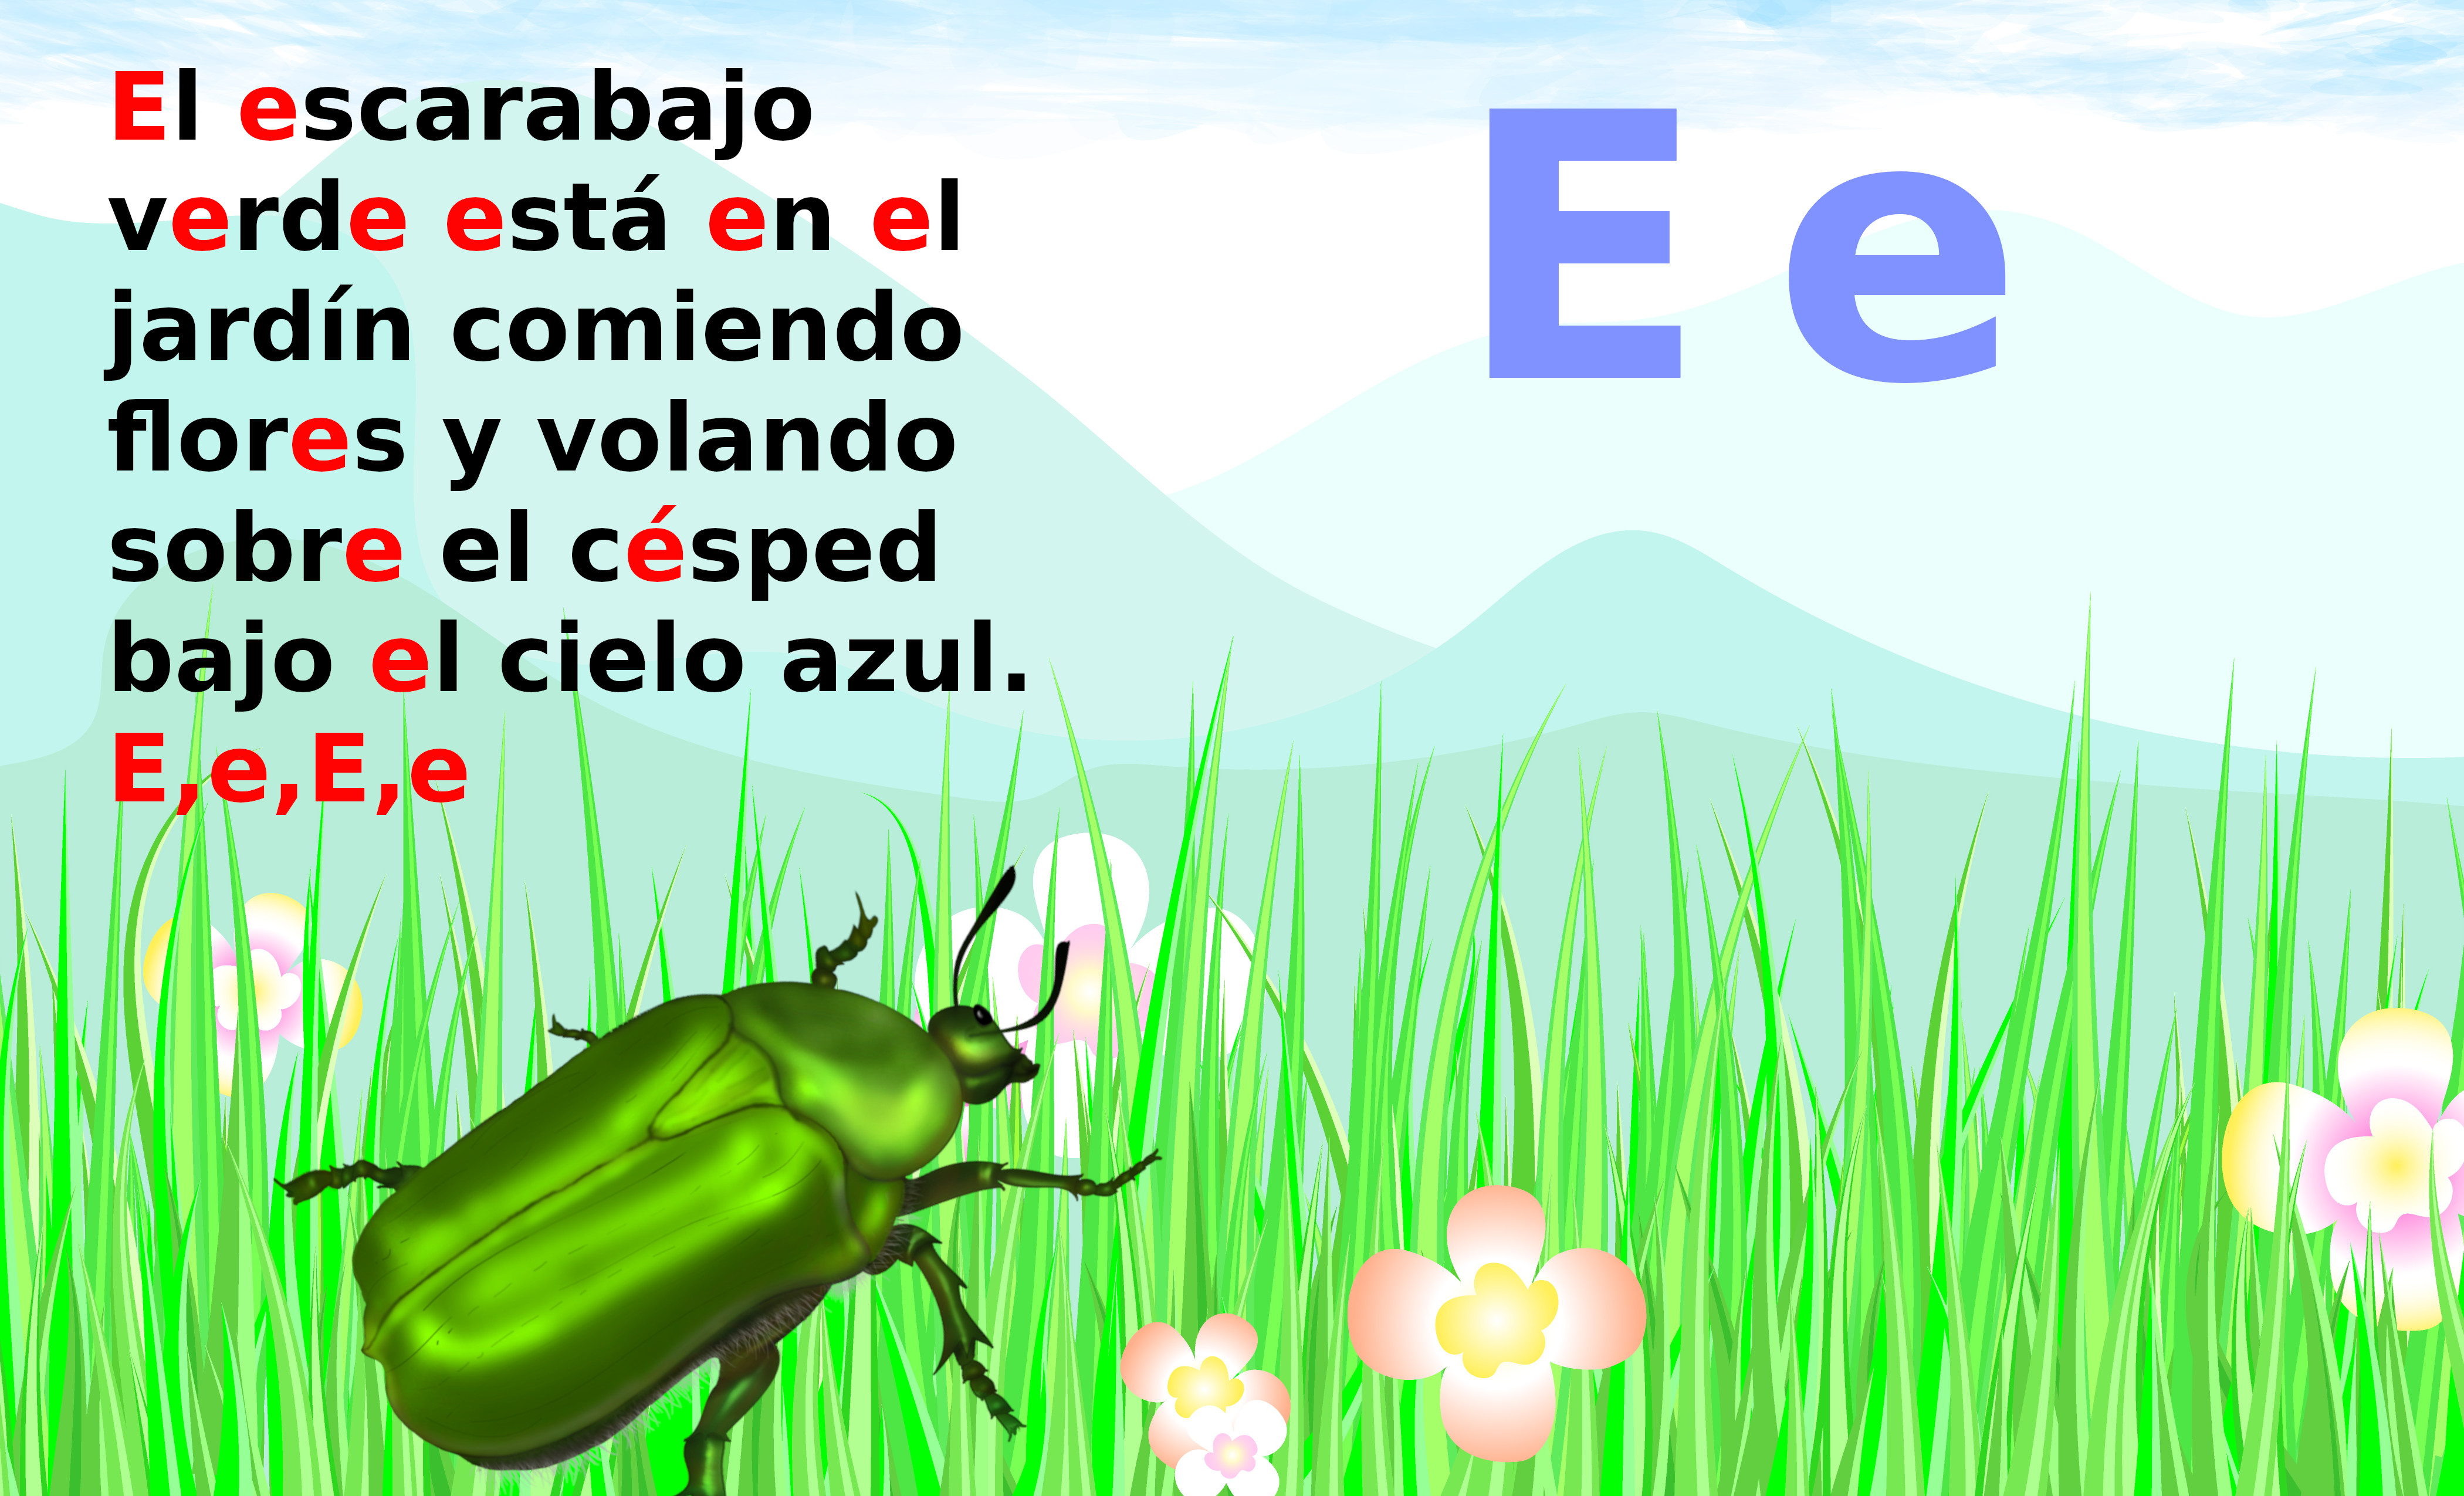 El escarabajo
verde está en el
jardín comiendo
flores y volando
sobre el césped
bajo el cielo azul.
E,e,E,e
E e